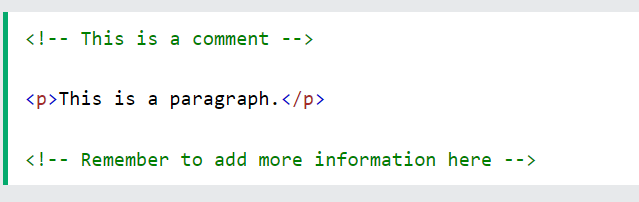 <!-- This is a comment -->
<p>This is a paragraph.</p>
<!-- Remember to add more information here -->